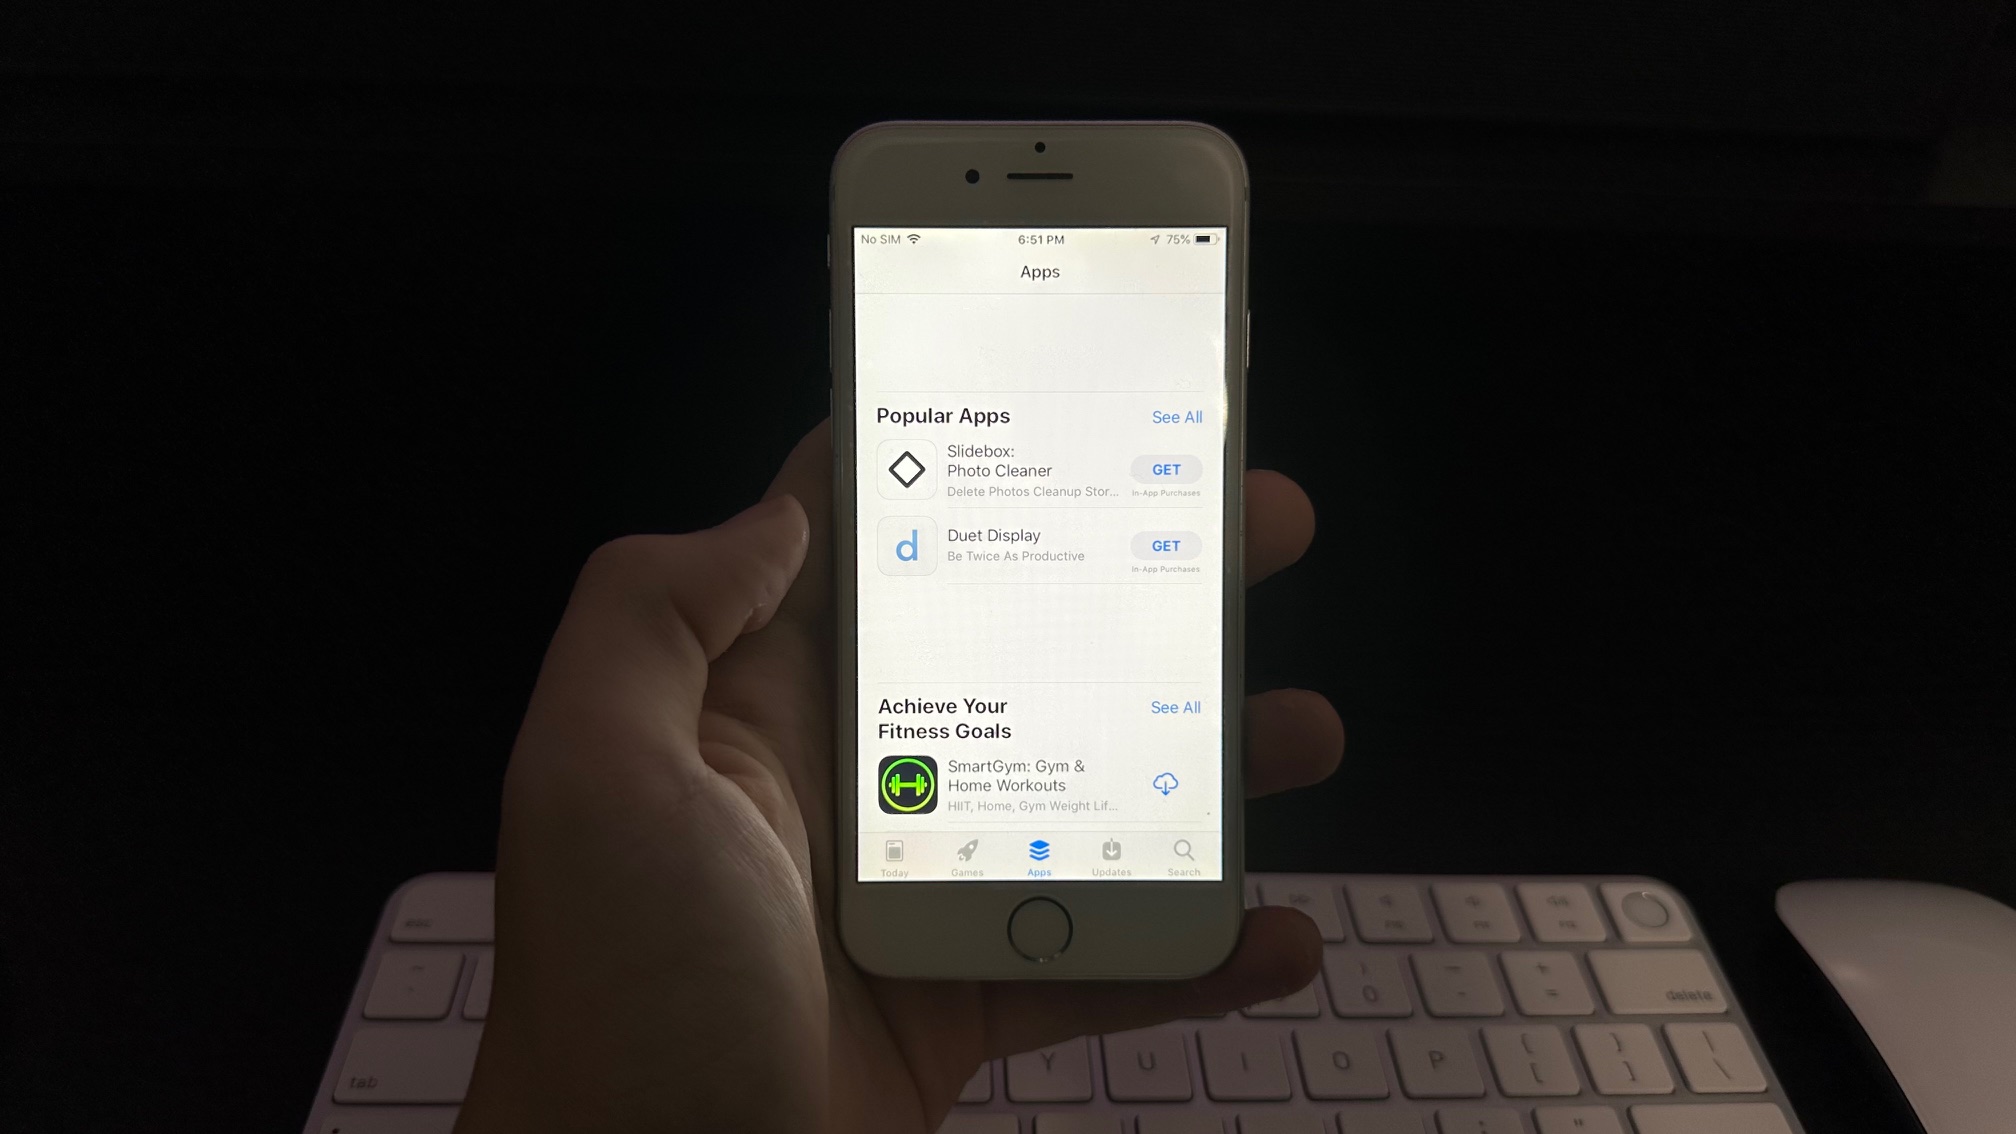 No SIM
6:51 PM
75%
Apps
Popular Apps
See All
Slidebox:
Photo Cleaner
Delete Photos Cleanup Stor...
GET
In-App Purchases
d
Duet Display
Be Twice As Productive
GET
In-App Purchases
Achieve Your
Fitness Goals
See All
SmartGym: Gym &
Home Workouts
HIIT, Home, Gym Weight Lif...
Today
Games
Apps
Updates
Search
esc
) 0
_ -
+ =
delete
tab
Y
U
I
O
P
{ [
} ]
| \
: "